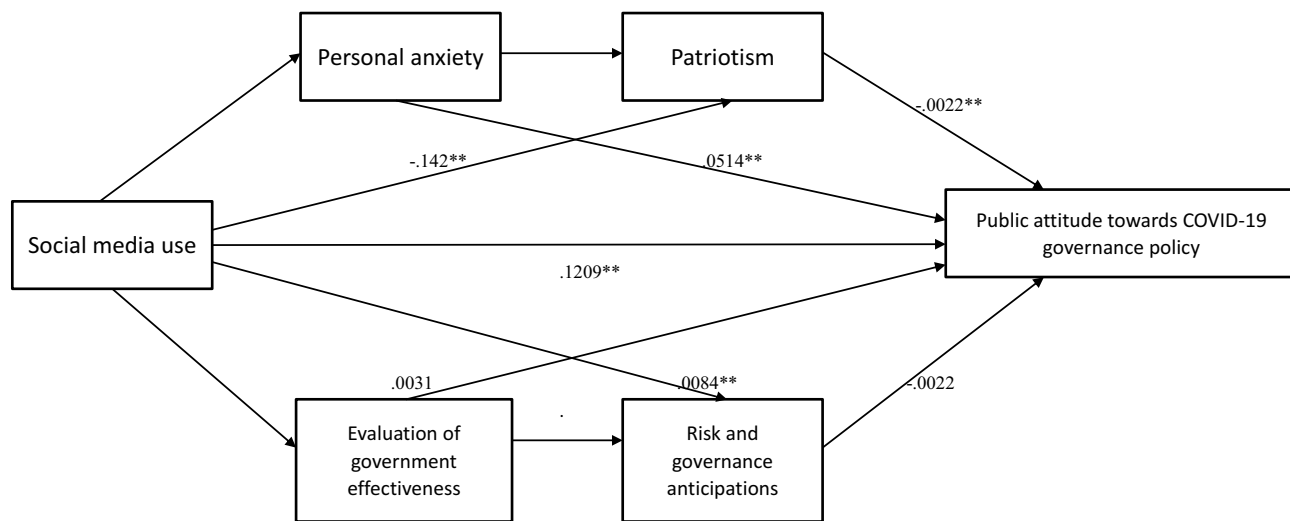 Personal anxiety
Patriotism
-.0022**
-.142**
.0514**
Social media use
Public attitude towards COVID-19
governance policy
.1209**
.0031
.0084**
-.0022
.
Evaluation of
government
effectiveness
Risk and
governance
anticipations